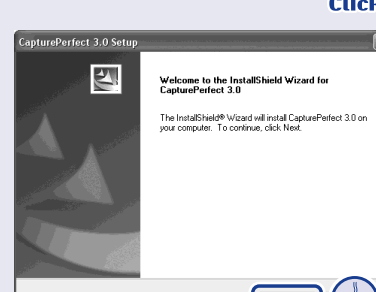 Click
CapturePerfect 3.0 Setup
Welcome to the InstallShield Wizard for
CapturePerfect 3.0
The InstallShield® Wizard will install CapturePerfect 3.0 on
your computer. To continue, click Next.